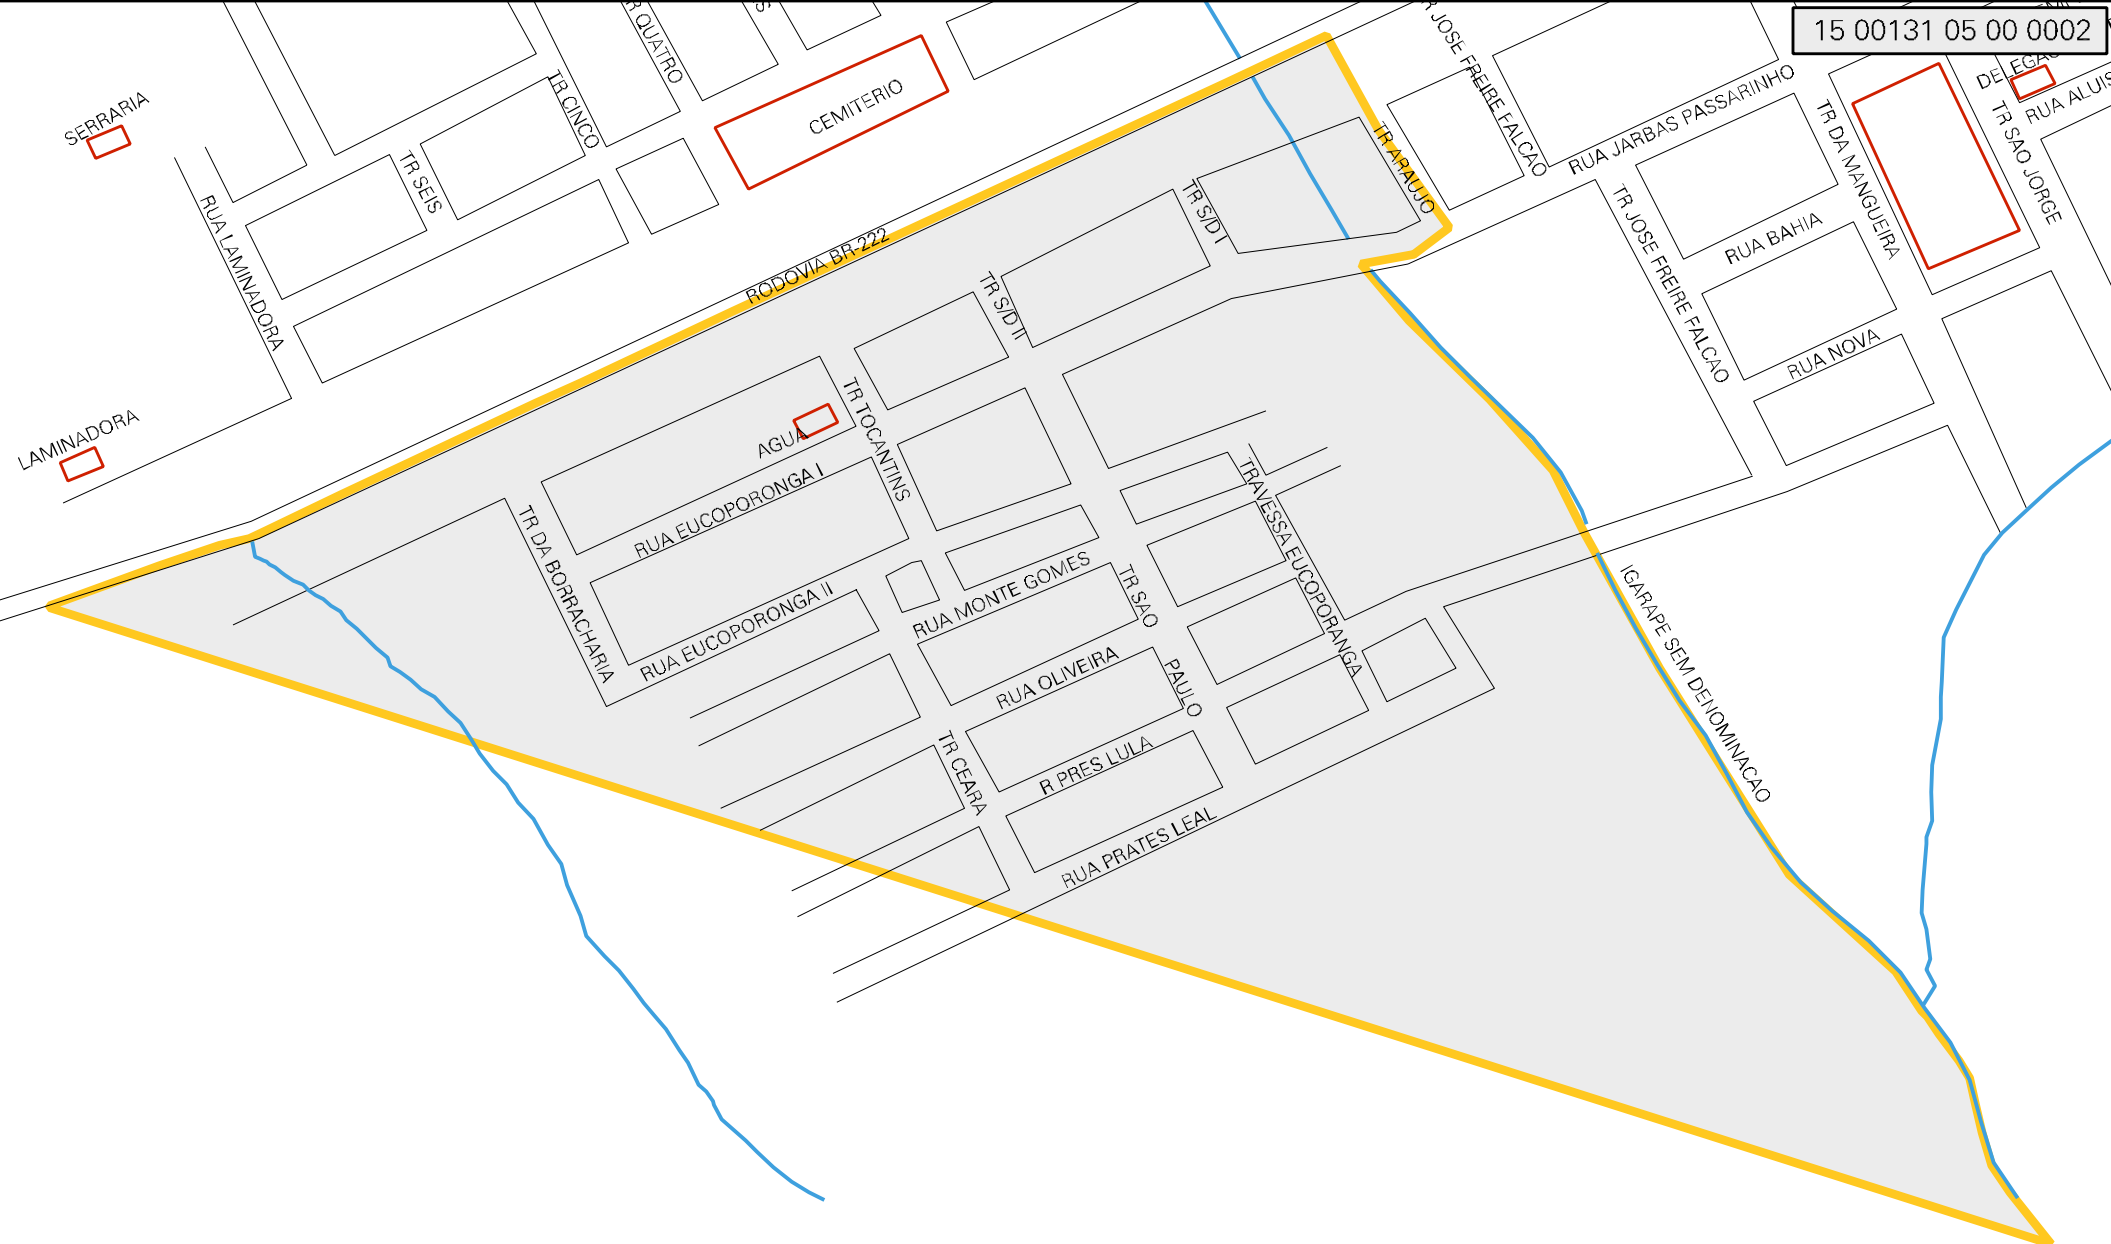 15 00131 05 00 0002
SERRARIA
TR QUATRO
TR CINCO
CEMITERIO
TR JOSE FREIRE FALCAO
RUA JARBAS PASSARINHO
TR SEIS
RUA LAMINADORA
TR ARAUJO
TR DA MANGUEIRA
TR SAO JORGE
RODOVIA BR-222
TR S/D I
TR S/D II
TR JOSE FREIRE FALCAO
RUA BAHIA
RUA NOVA
LAMINADORA
AGUA
TR TOCANTINS
RUA EUCOPORONGA I
TR DA BORRACHARIA
RUA EUCOPORONGA II
RUA MONTE GOMES
TR SAO PAULO
TRAVESSA EUCOPORANGA
RUA OLIVEIRA
TR CEARA
R PRES LULA
RUA PRATES LEAL
IGARAPE SEM DENOMINACAO